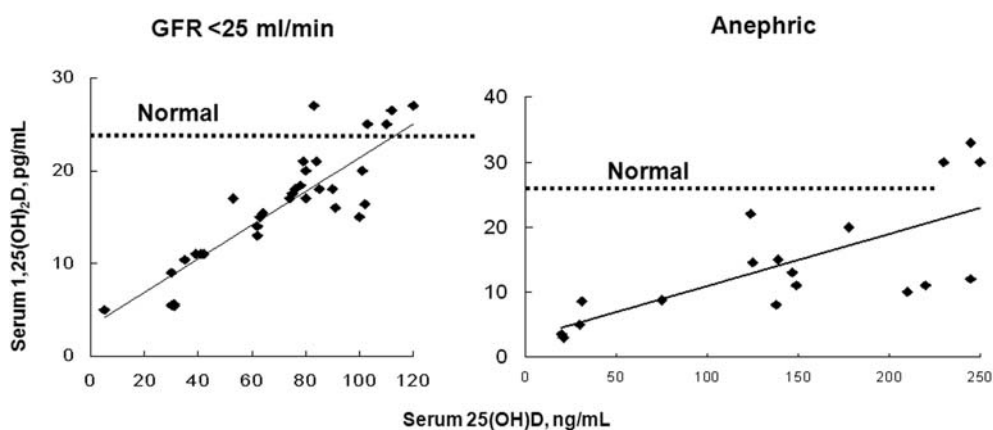 GFR <25 ml/min
Anephric
Serum 1,25(OH)₂D, pg/mL
30
20
10
0
Normal
0 20 40 60 80 100 120
40
30
20
10
0
Normal
0 50 100 150 200 250
Serum 25(OH)D, ng/mL